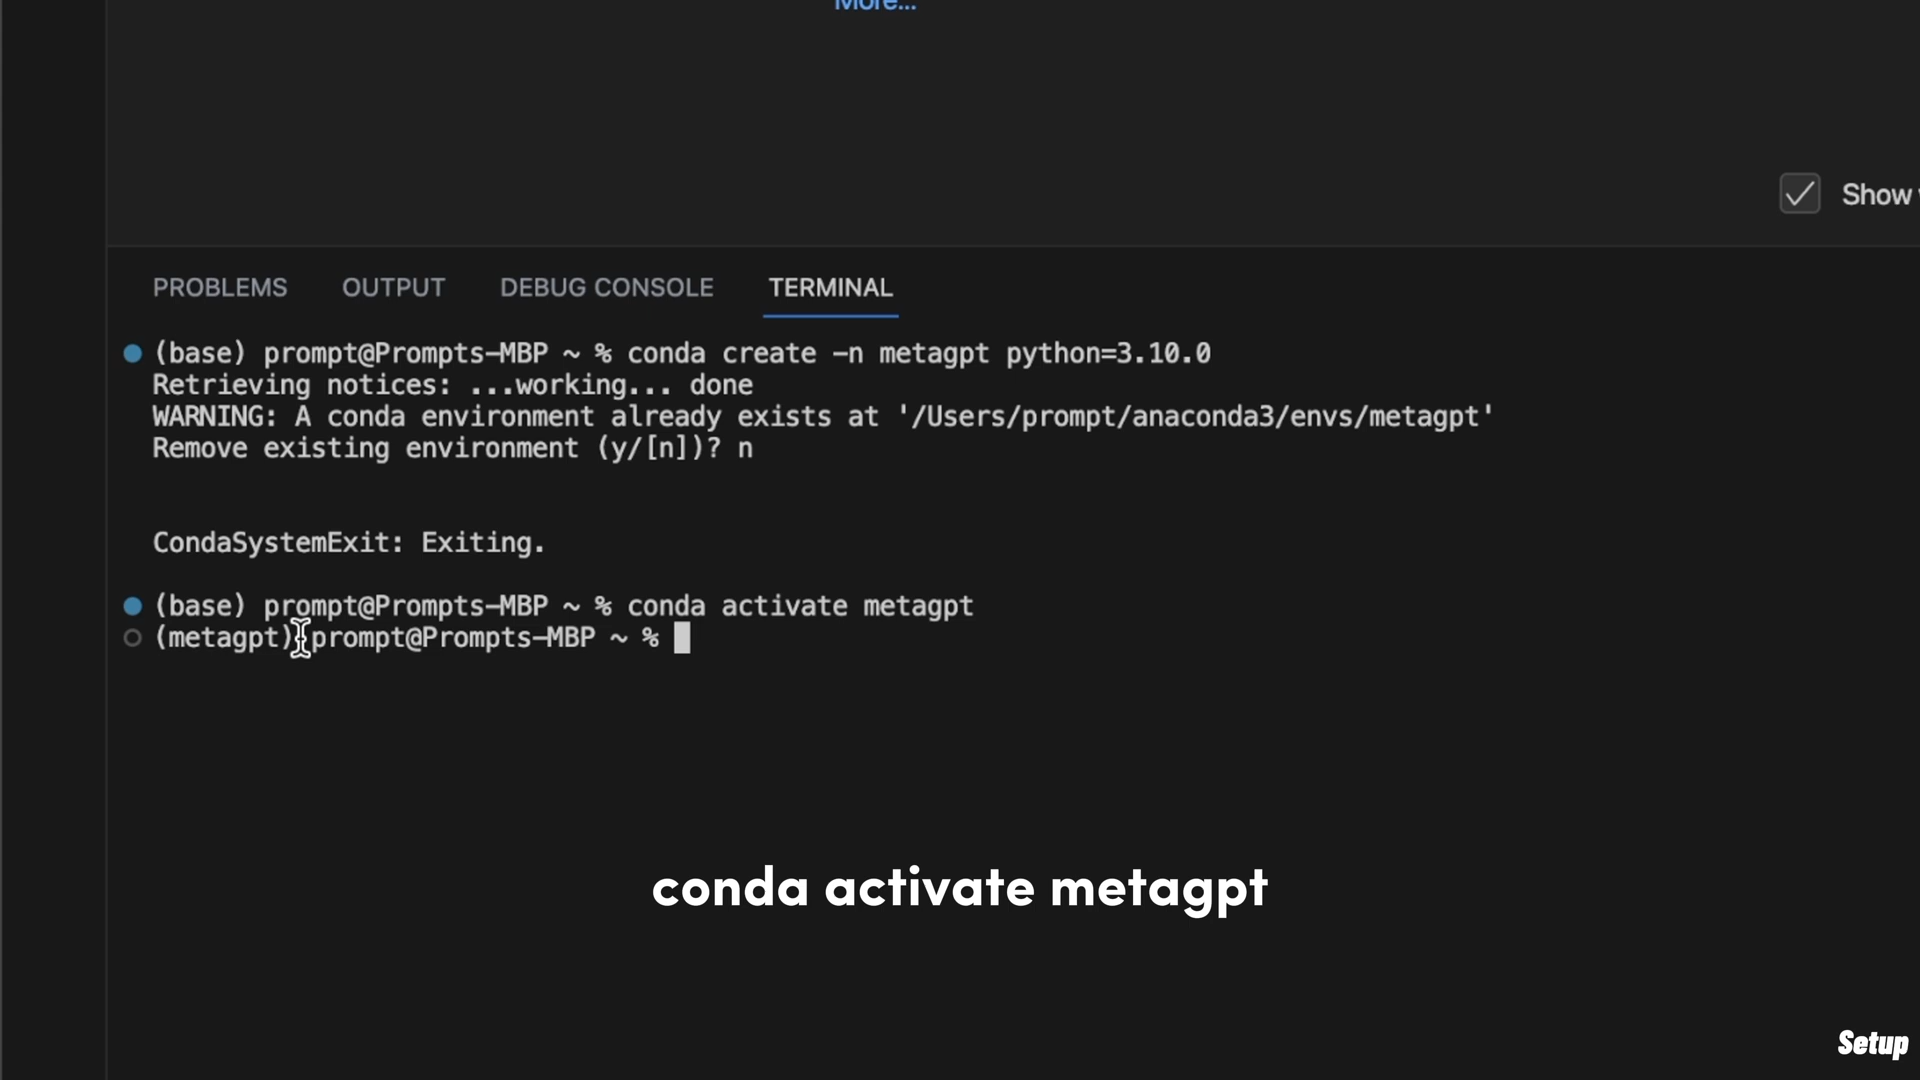 More...
Show
PROBLEMS OUTPUT DEBUG CONSOLE TERMINAL
(base) prompt@Prompts-MBP ~ % conda create -n metagpt python=3.10.0
Retrieving notices: ...working... done
WARNING: A conda environment already exists at '/Users/prompt/anaconda3/envs/metagpt'
Remove existing environment (y/[n])? n
CondaSystemExit: Exiting.
(base) prompt@Prompts-MBP ~ % conda activate metagpt
(metagpt) prompt@Prompts-MBP ~ %
conda activate metagpt
Setup